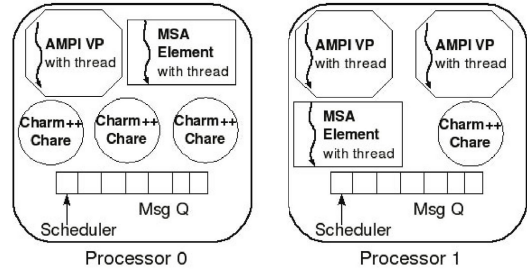 AMPI VP
with thread
MSA
Element
with thread
Charm++
Chare
Charm++
Chare
Charm++
Chare
Msg Q
Scheduler
Processor 0
AMPI VP
with thread
AMPI VP
with thread
MSA
Element
with thread
Charm++
Chare
Msg Q
Scheduler
Processor 1